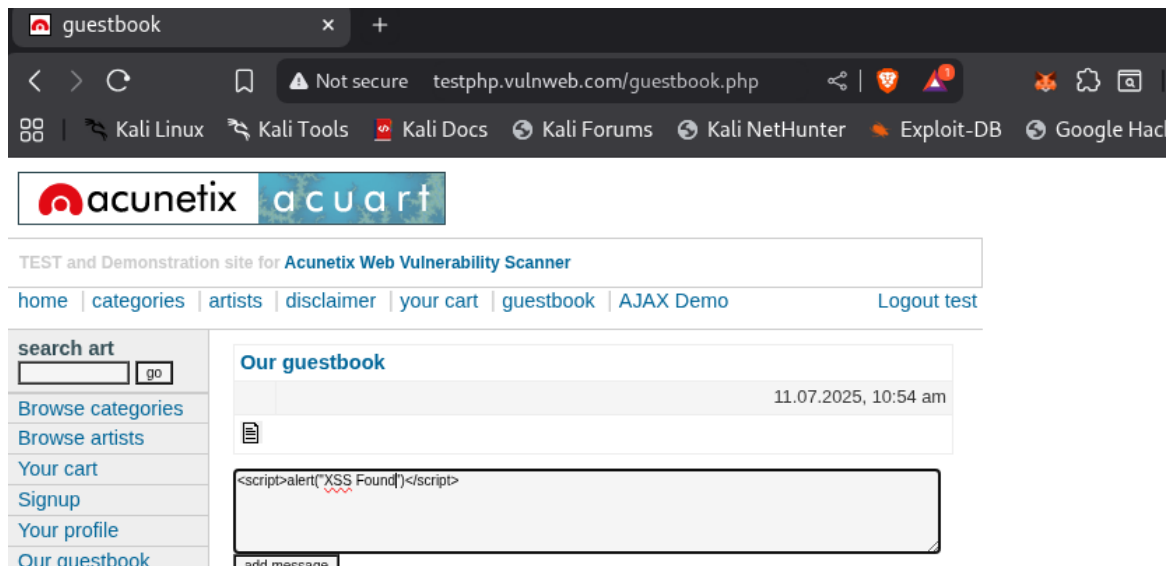 guestbook
Not secure testphp.vulnweb.com/guestbook.php 1
Kali Linux Kali Tools Kali Docs Kali Forums Kali NetHunter Exploit-DB Google Hac
acunetix acuart
TEST and Demonstration site for Acunetix Web Vulnerability Scanner
home | categories | artists | disclaimer | your cart | guestbook | AJAX Demo Logout test
search art
go
Browse categories
Browse artists
Your cart
Signup
Your profile
Our guestbook
Our guestbook
11.07.2025, 10:54 am
<script>alert("XSS Found")</script>
add message